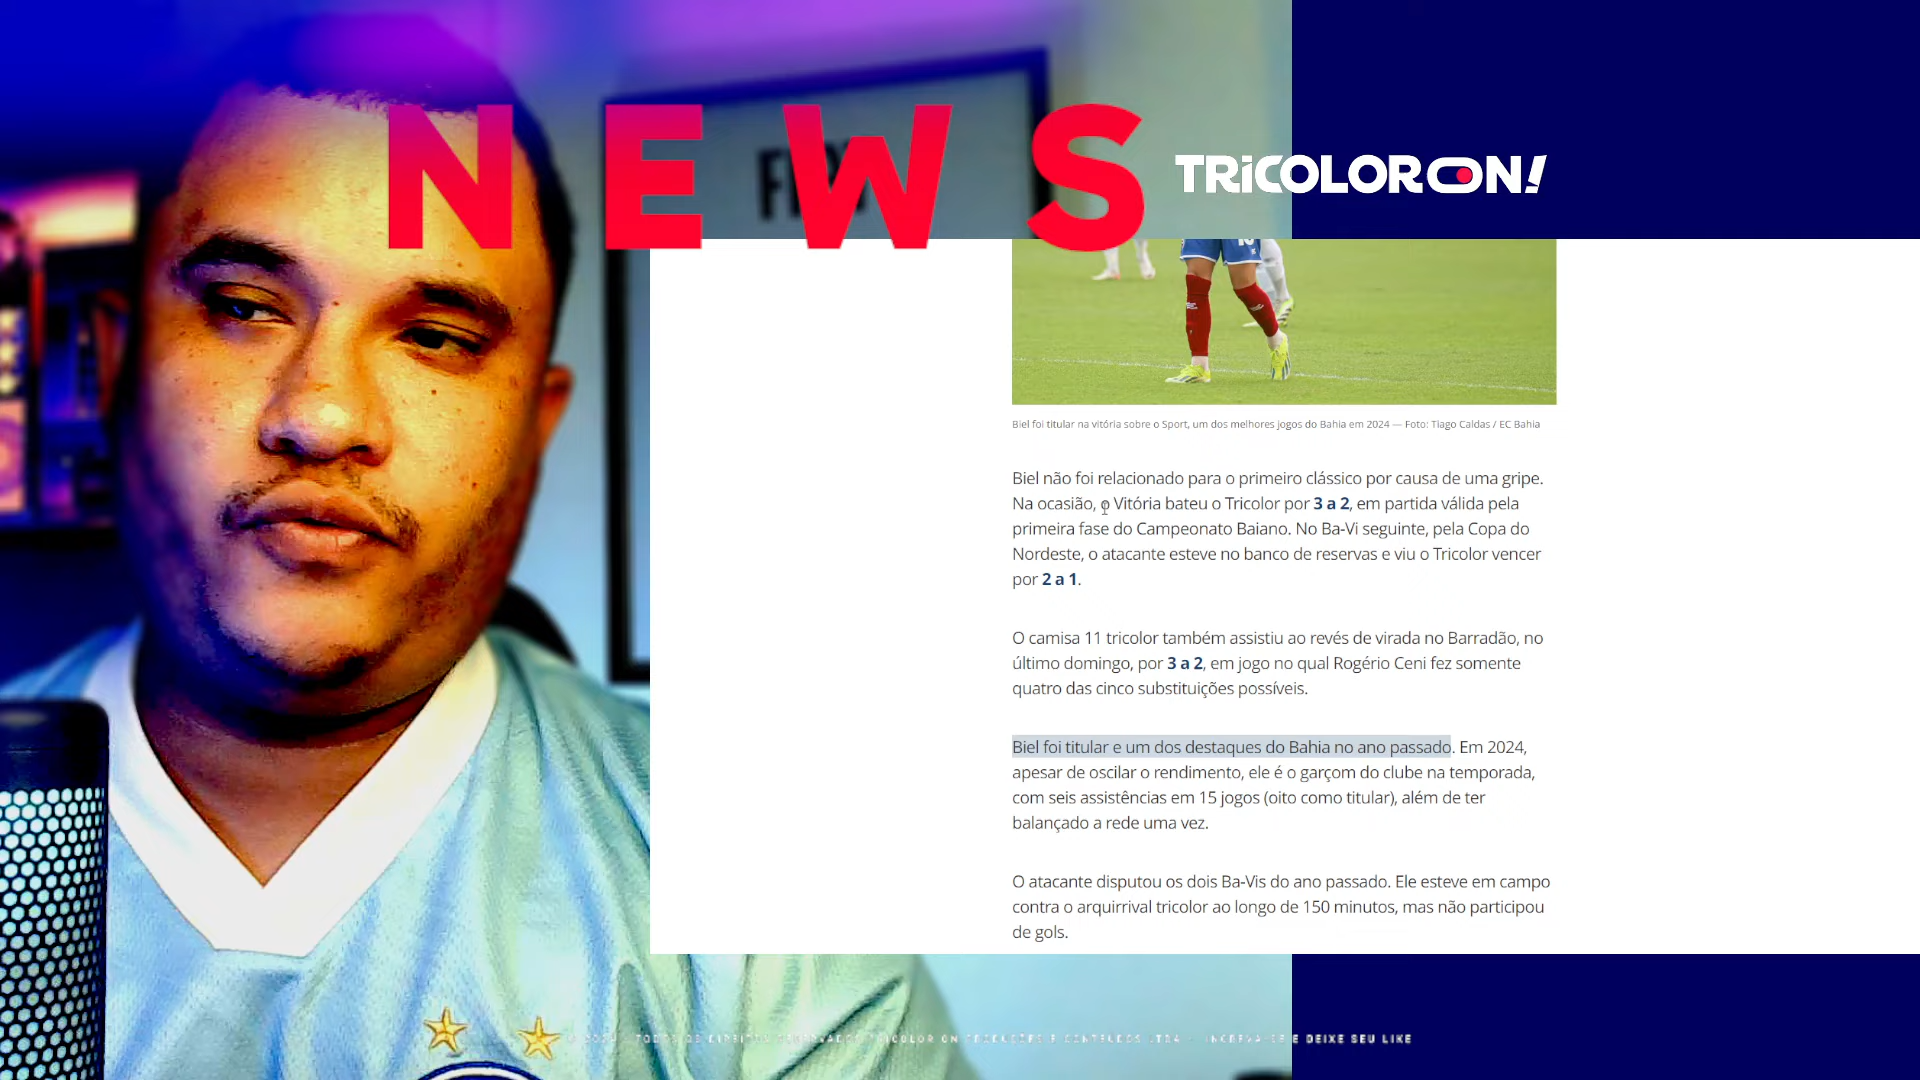 NEWS
TRiCOLOR ON!
Biel foi titular na vitória sobre o Sport, um dos melhores jogos do Bahia em 2024 — Foto: Tiago Caldas / EC Bahia
Biel não foi relacionado para o primeiro clássico por causa de uma gripe.
Na ocasião, o Vitória bateu o Tricolor por 3 a 2, em partida válida pela
primeira fase do Campeonato Baiano. No Ba-Vi seguinte, pela Copa do
Nordeste, o atacante esteve no banco de reservas e viu o Tricolor vencer
por 2 a 1.
O camisa 11 tricolor também assistiu ao revés de virada no Barradão, no
último domingo, por 3 a 2, em jogo no qual Rogério Ceni fez somente
quatro das cinco substituições possíveis.
Biel foi titular e um dos destaques do Bahia no ano passado. Em 2024,
apesar de oscilar o rendimento, ele é o garçom do clube na temporada,
com seis assistências em 15 jogos (oito como titular), além de ter
balançado a rede uma vez.
O atacante disputou os dois Ba-Vis do ano passado. Ele esteve em campo
contra o arquirrival tricolor ao longo de 150 minutos, mas não participou
de gols.
TRICOLOR ON E DEIXE SEU LIKE